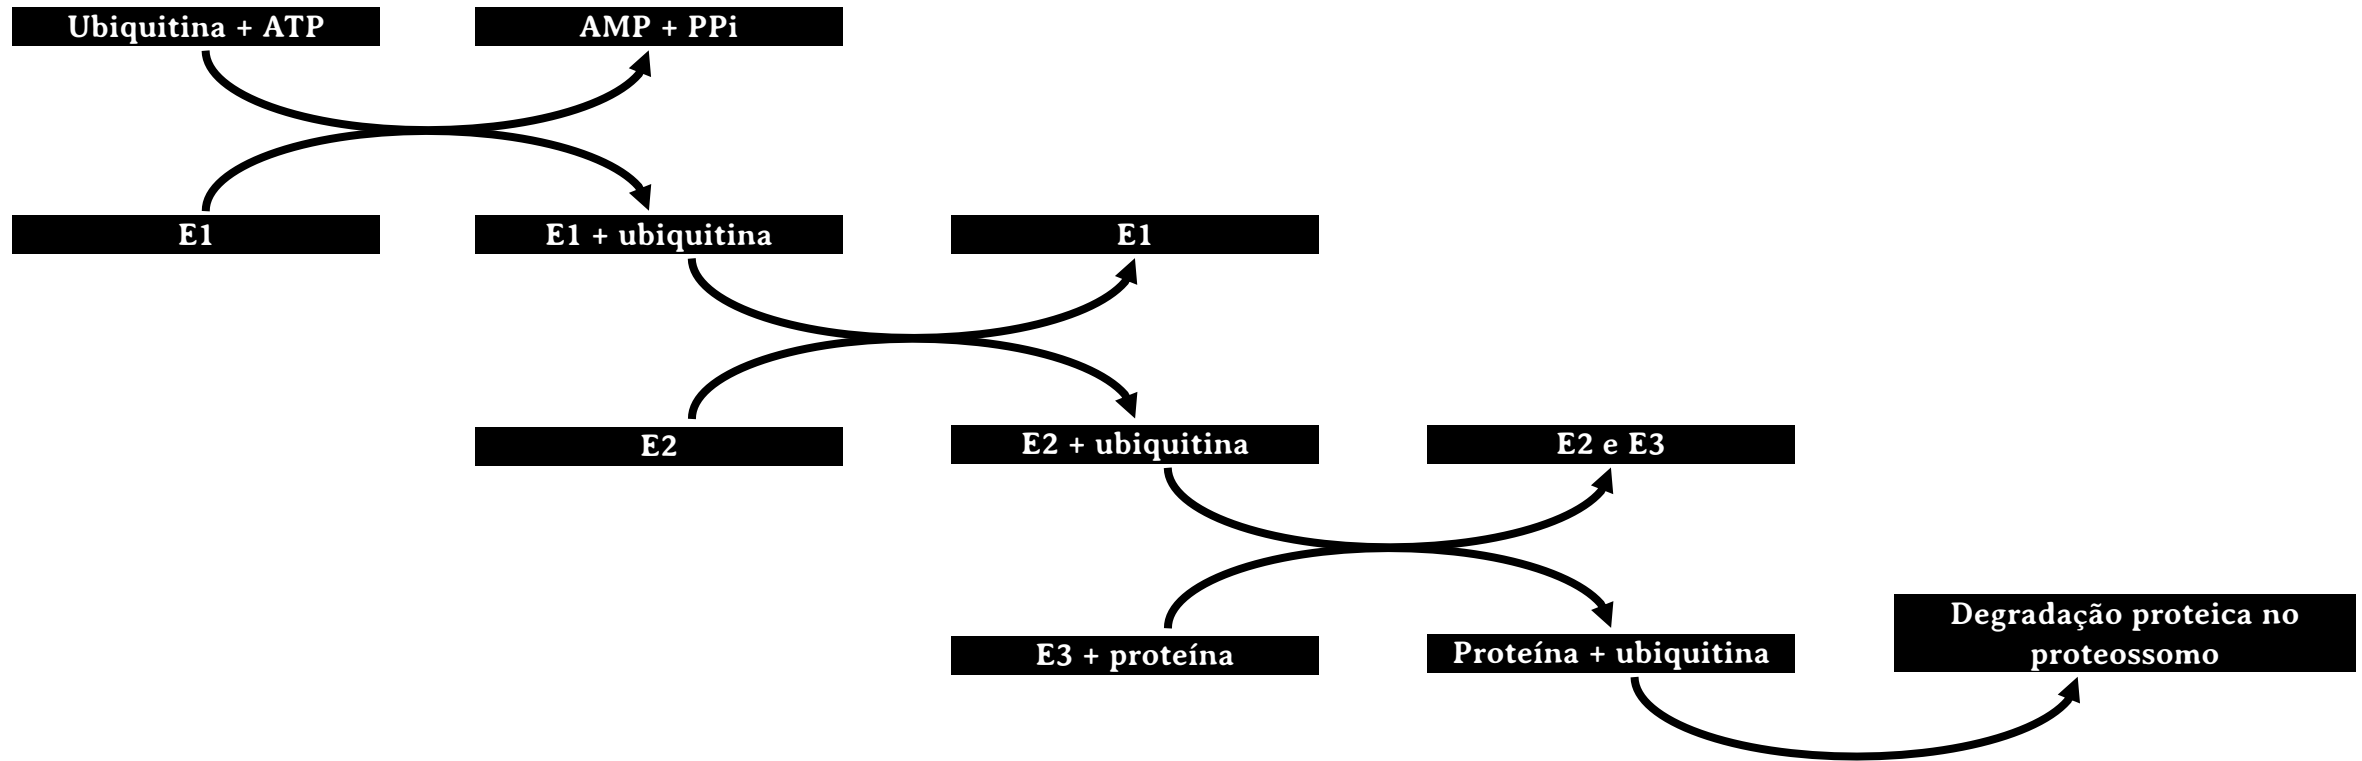 Ubiquitina + ATP
AMP + PPi
E1
E1 + ubiquitina
E1
E2
E2 + ubiquitina
E2 e E3
E3 + proteína
Proteína + ubiquitina
Degradação proteica no
proteossomo